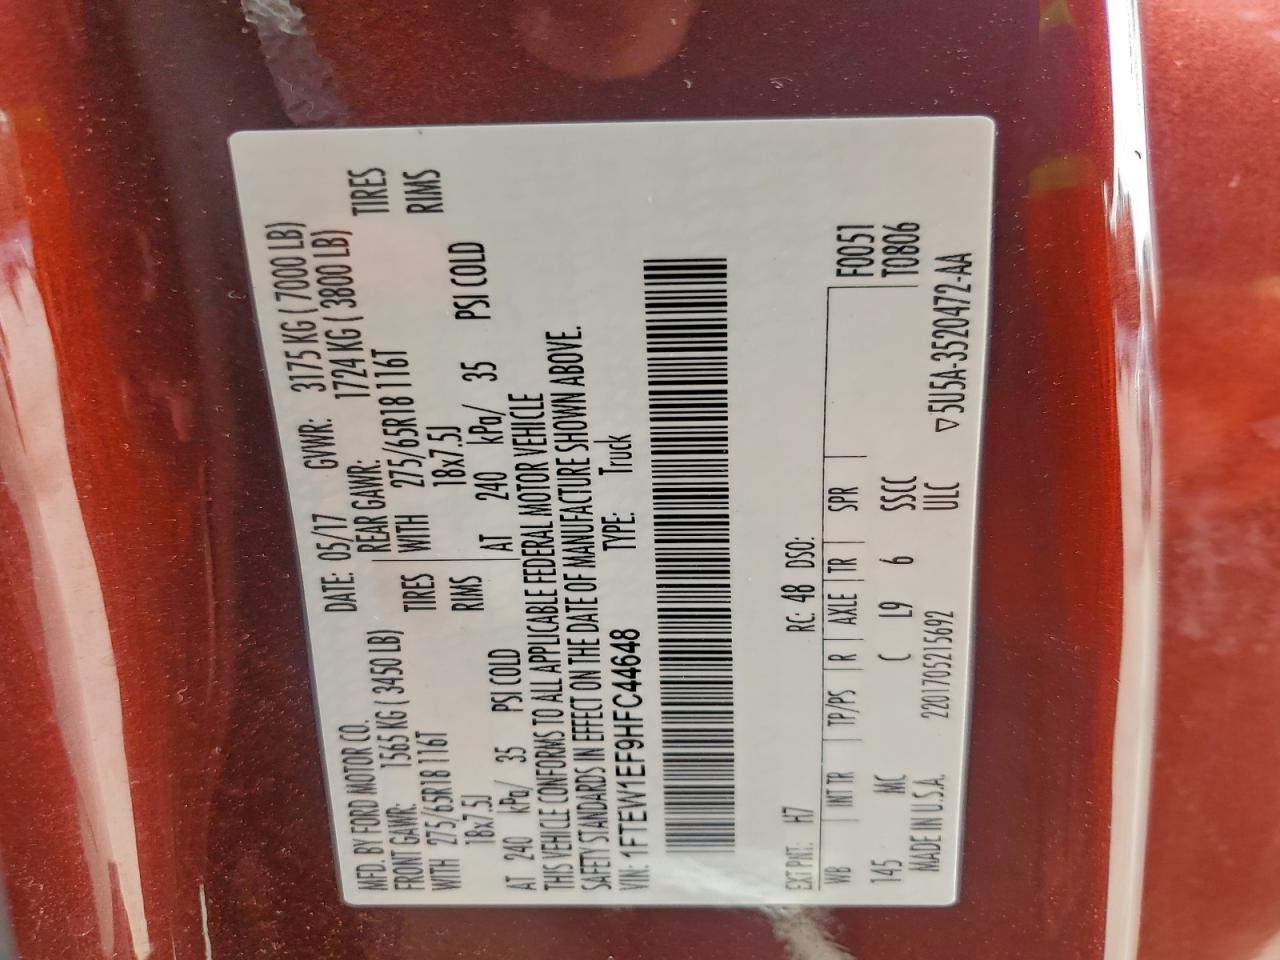 MFD. BY FORD MOTOR CO.
DATE: 05/17 GVWR: 3175 KG ( 7000 LB)
FRONT GAWR: 1565 KG ( 3450 LB) REAR GAWR: 1724 KG ( 3800 LB)
WITH 275/65R18 116T TIRES WITH 275/65R18 116T TIRES
18x7.5J RIMS 18x7.5J RIMS
AT 240 kPa/ 35 PSI COLD AT 240 kPa/ 35 PSI COLD
THIS VEHICLE CONFORMS TO ALL APPLICABLE FEDERAL MOTOR VEHICLE
SAFETY STANDARDS IN EFFECT ON THE DATE OF MANUFACTURE SHOWN ABOVE.
VIN: 1FTEW1EF9HFC44648 TYPE: Truck
EXT PNT: H7 RC: 48 DSO: F0051
WB INT TR TP/PS R AXLE TR SPR T0806
145 MC C L9 6 SSCC
MADE IN U.S.A. 2201705215692 ULC ▽5U5A-3520472-AA